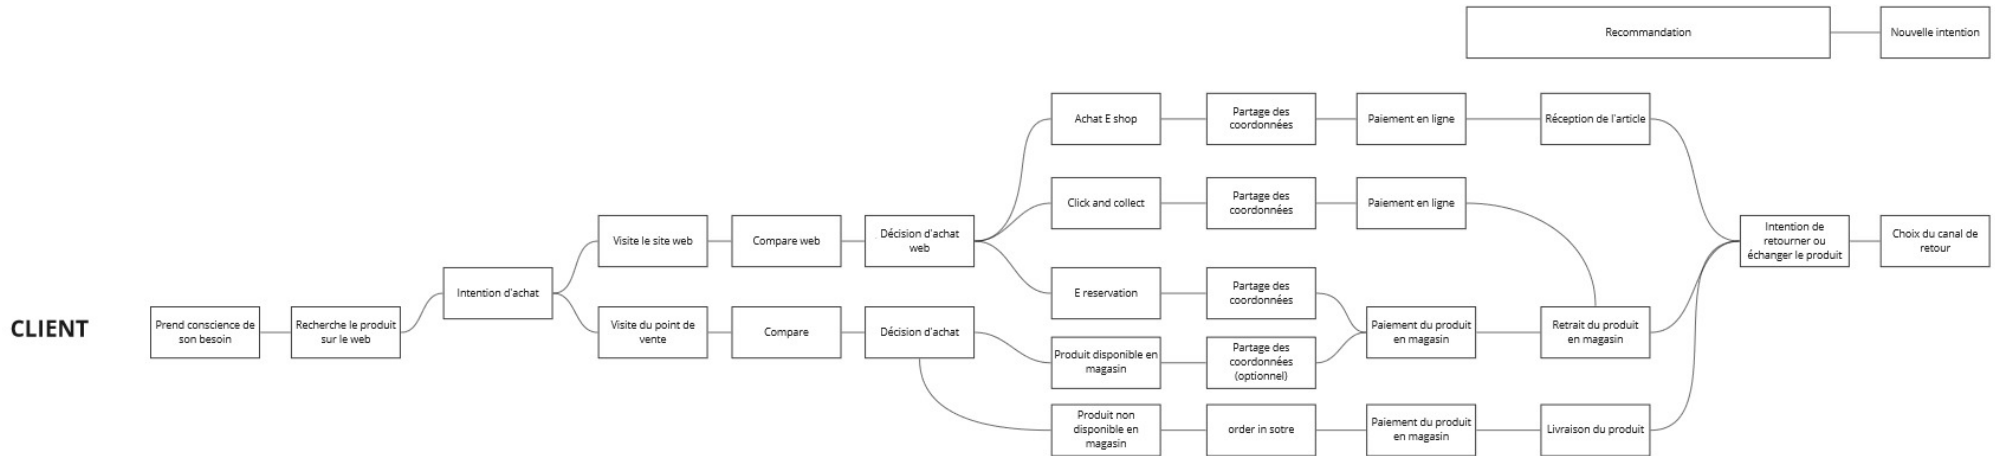 Recommandation
Nouvelle intention
Achat E shop
Partage des
coordonnées
Paiement en ligne
Réception de l'article
Click and collect
Partage des
coordonnées
Paiement en ligne
Visite le site web
Compare web
Décision d'achat
web
Intention de
retourner ou
échanger le produit
Choix du canal de
retour
Intention d'achat
E reservation
Partage des
coordonnées
CLIENT
Prend conscience de
son besoin
Recherche le produit
sur le web
Visite du point de
vente
Compare
Décision d'achat
Paiement du produit
en magasin
Retrait du produit
en magasin
Produit disponible en
magasin
Partage des
coordonnées
(optionnel)
Produit non
disponible en
magasin
order in sotre
Paiement du produit
en magasin
Livraison du produit